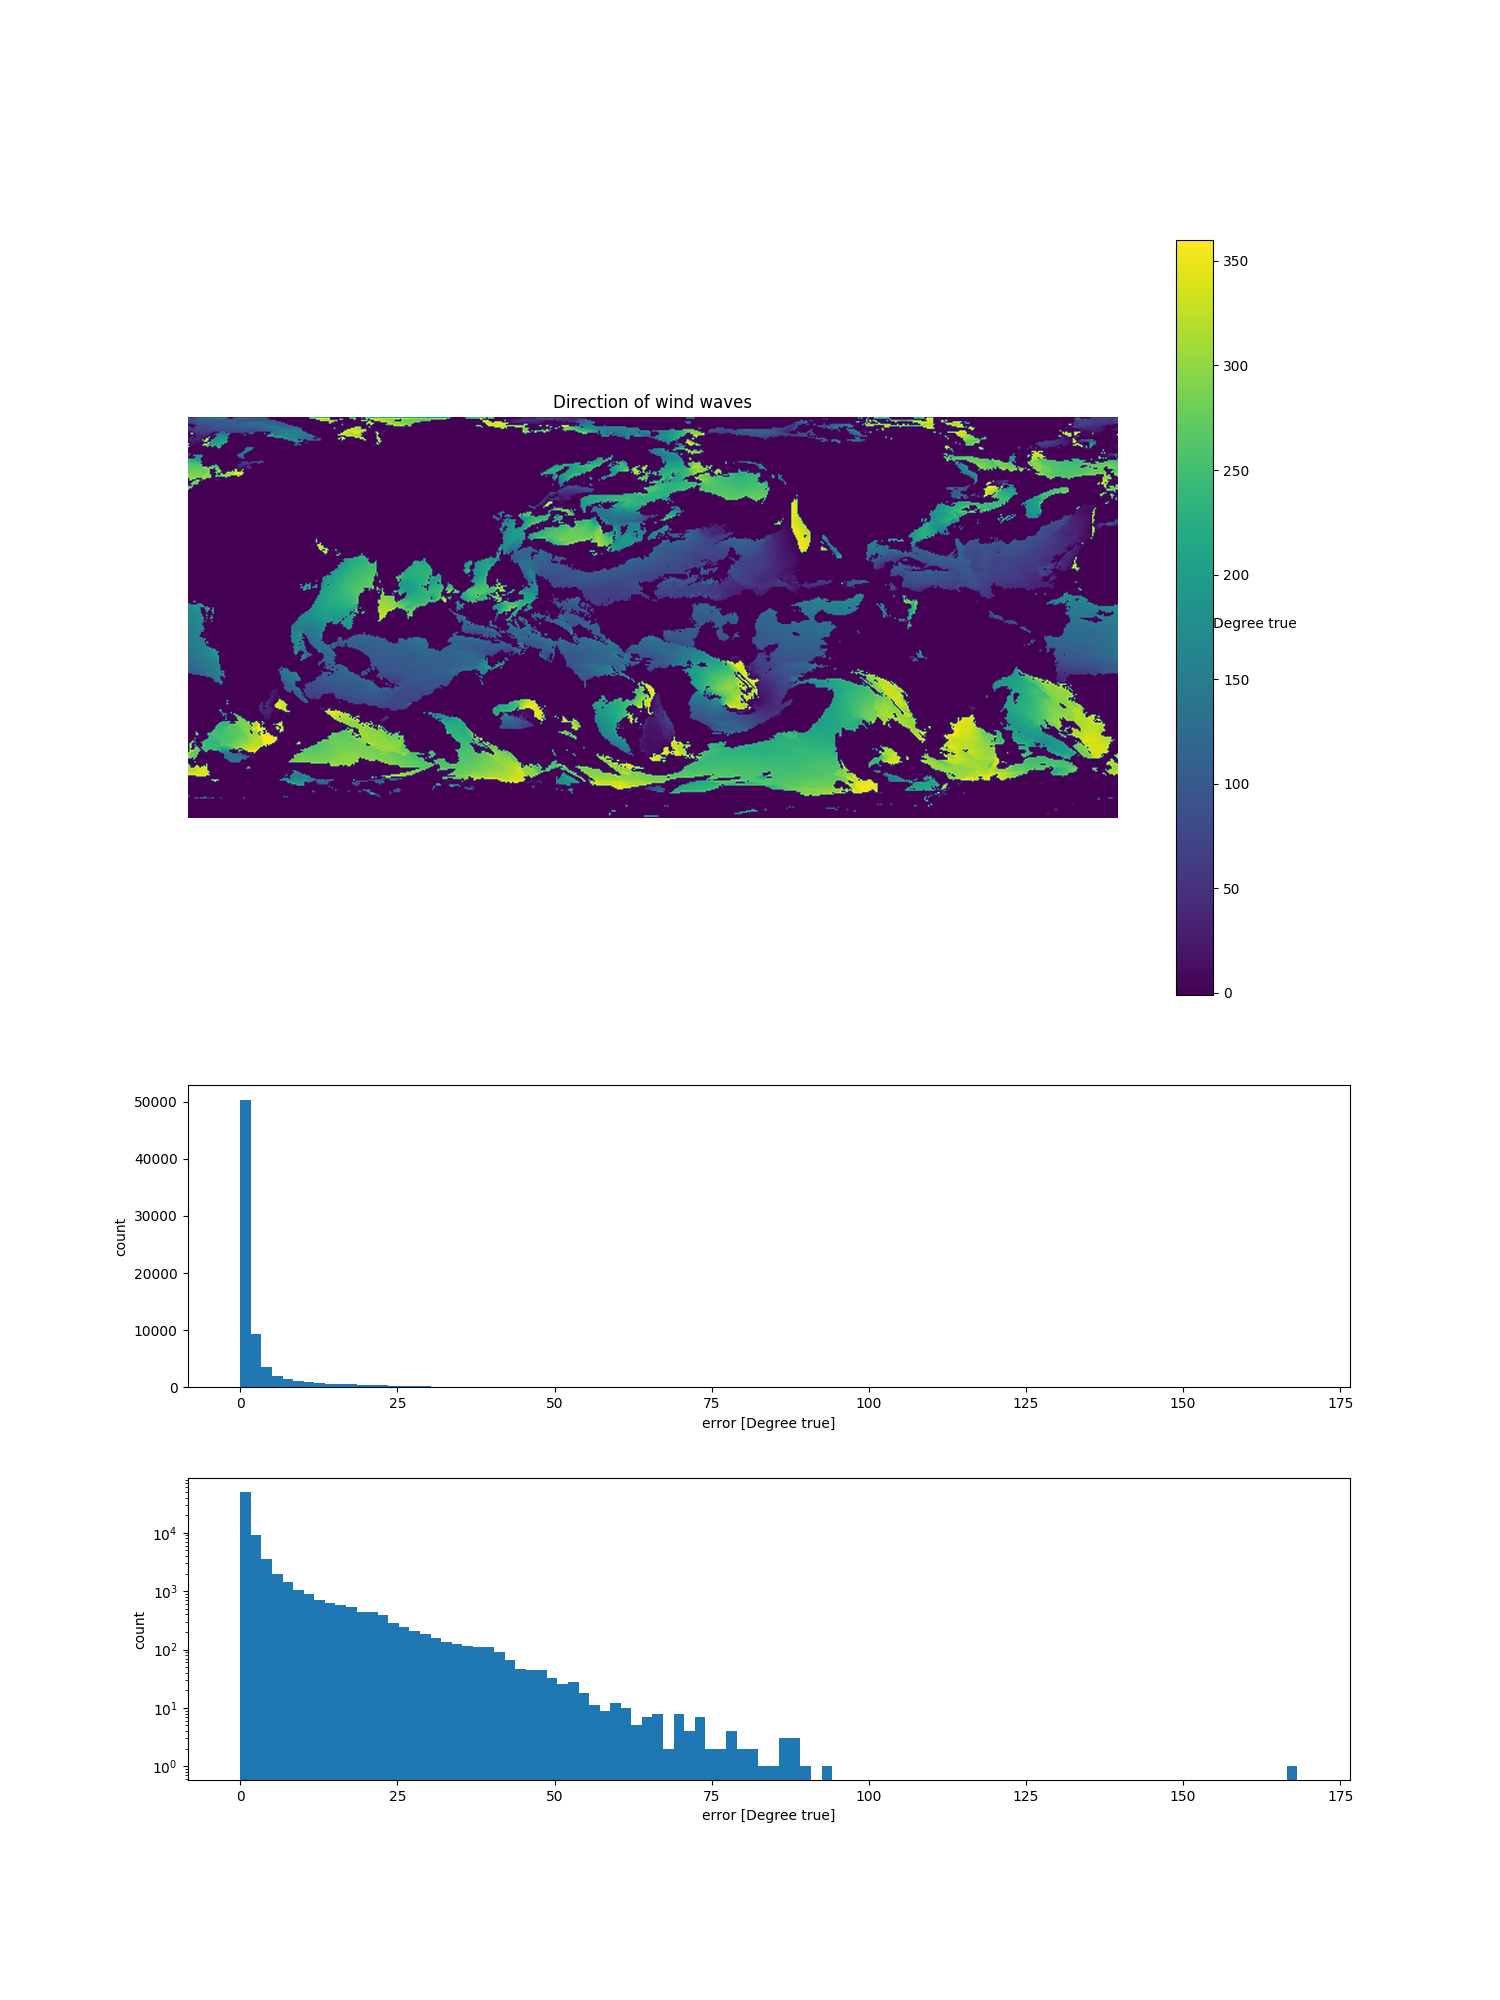 Direction of wind waves
350
300
250
200
Degree true
150
100
50
0
50000
40000
30000
20000
10000
0
count
0 25 50 75 100 125 150 175
error [Degree true]
10⁴
10³
10²
10¹
10⁰
count
0 25 50 75 100 125 150 175
error [Degree true]